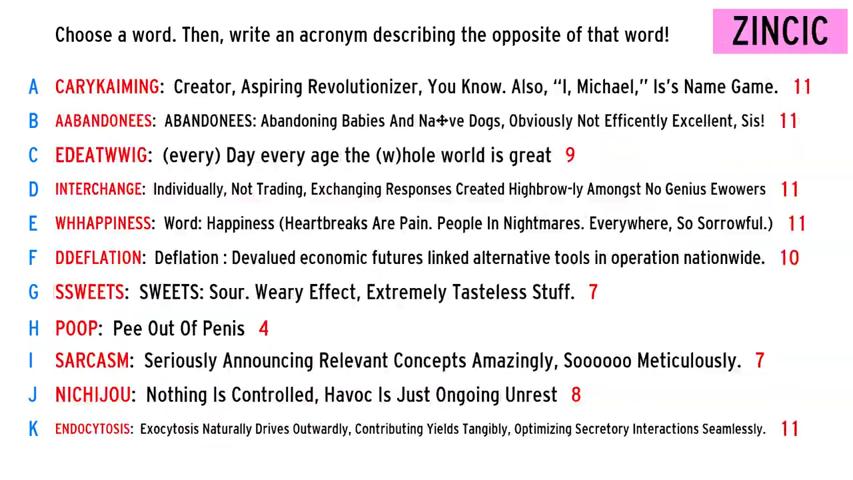 Choose a word. Then, write an acronym describing the opposite of that word!
ZINCIC
A CARYKAIMING: Creator, Aspiring Revolutionizer, You Know. Also, “I, Michael,” Is’s Name Game. 11
B AABANDONEES: ABANDONEES: Abandoning Babies And Na✢ve Dogs, Obviously Not Efficently Excellent, Sis! 11
C EDEATWWIG: (every) Day every age the (w)hole world is great 9
D INTERCHANGE: Individually, Not Trading, Exchanging Responses Created Highbrow-ly Amongst No Genius Ewowers 11
E WHHAPPINESS: Word: Happiness (Heartbreaks Are Pain. People In Nightmares. Everywhere, So Sorrowful.) 11
F DDEFLATION: Deflation : Devalued economic futures linked alternative tools in operation nationwide. 10
G SSWEETS: SWEETS: Sour. Weary Effect, Extremely Tasteless Stuff. 7
H POOP: Pee Out Of Penis 4
I SARCASM: Seriously Announcing Relevant Concepts Amazingly, Soooooo Meticulously. 7
J NICHIJOU: Nothing Is Controlled, Havoc Is Just Ongoing Unrest 8
K ENDOCYTOSIS: Exocytosis Naturally Drives Outwardly, Contributing Yields Tangibly, Optimizing Secretory Interactions Seamlessly. 11